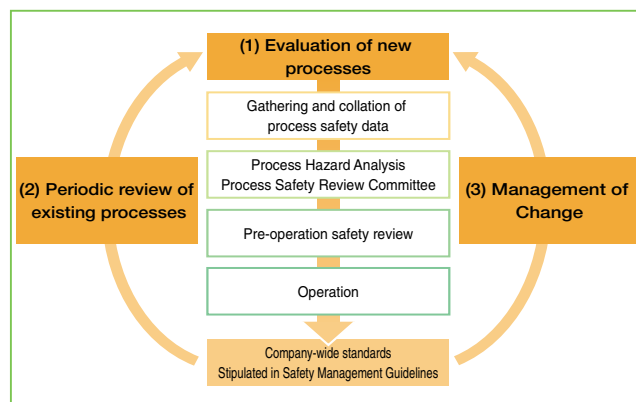 (1) Evaluation of new
processes
Gathering and collation of
process safety data
Process Hazard Analysis
Process Safety Review Committee
(2) Periodic review of
existing processes
(3) Management of
Change
Pre-operation safety review
Operation
Company-wide standards
Stipulated in Safety Management Guidelines